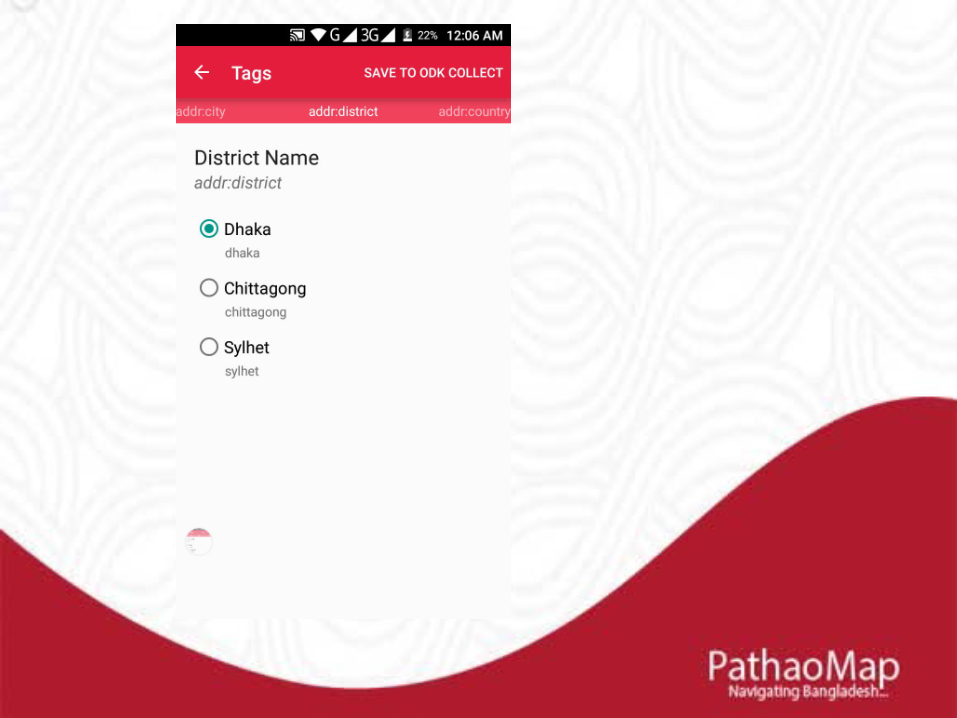 G 3G 22% 12:06 AM
Tags SAVE TO ODK COLLECT
addr:city addr:district addr:country
District Name
addr:district
Dhaka
dhaka
Chittagong
chittagong
Sylhet
sylhet
PathaoMap
Navigating Bangladesh...